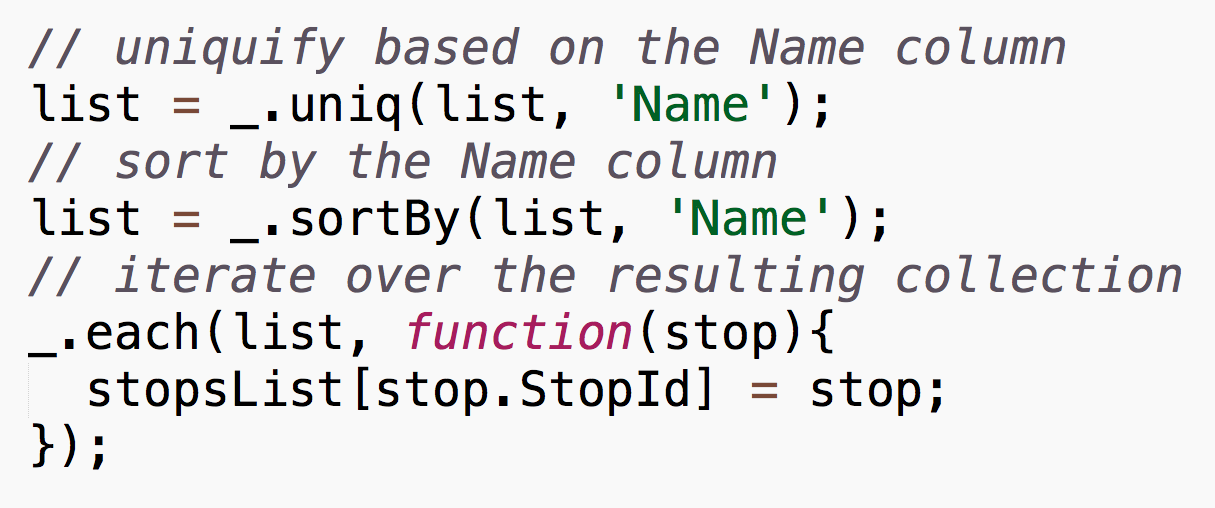 // uniquify based on the Name column
list = _.uniq(list, 'Name');
// sort by the Name column
list = _.sortBy(list, 'Name');
// iterate over the resulting collection
_.each(list, function(stop){
  stopsList[stop.StopId] = stop;
});